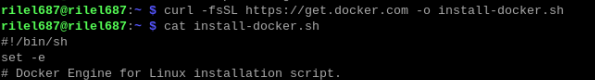 rilel687@rilel687:~ $ curl -fsSL https://get.docker.com -o install-docker.sh
rilel687@rilel687:~ $ cat install-docker.sh
#!/bin/sh
set -e
# Docker Engine for Linux installation script.